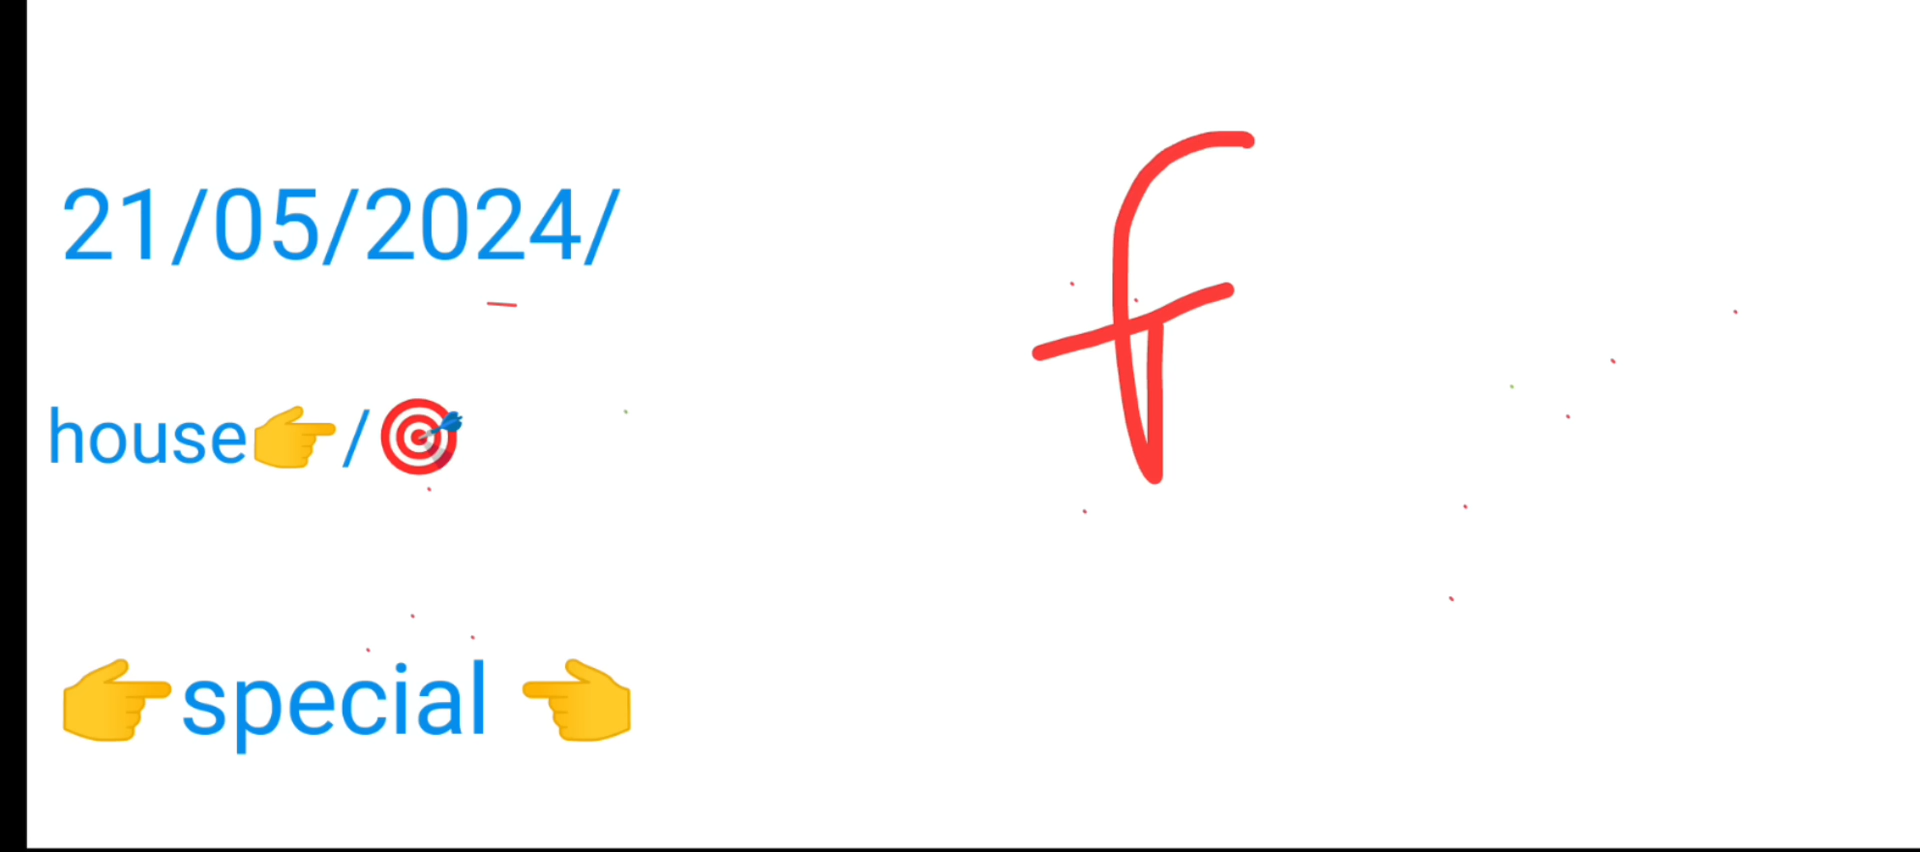 21/05/2024/
house👉/🎯
👉special 👈
f